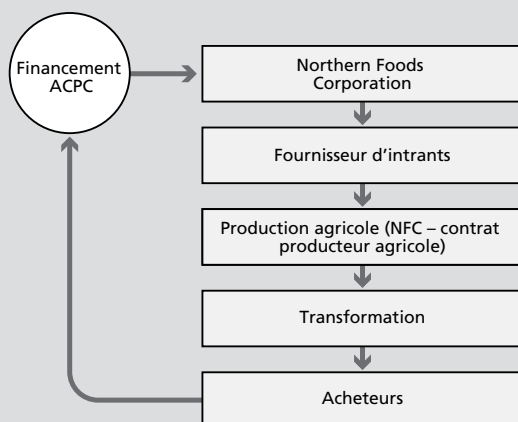 Financement
ACPC
Northern Foods
Corporation
Fournisseur d'intrants
Production agricole (NFC – contrat
producteur agricole)
Transformation
Acheteurs